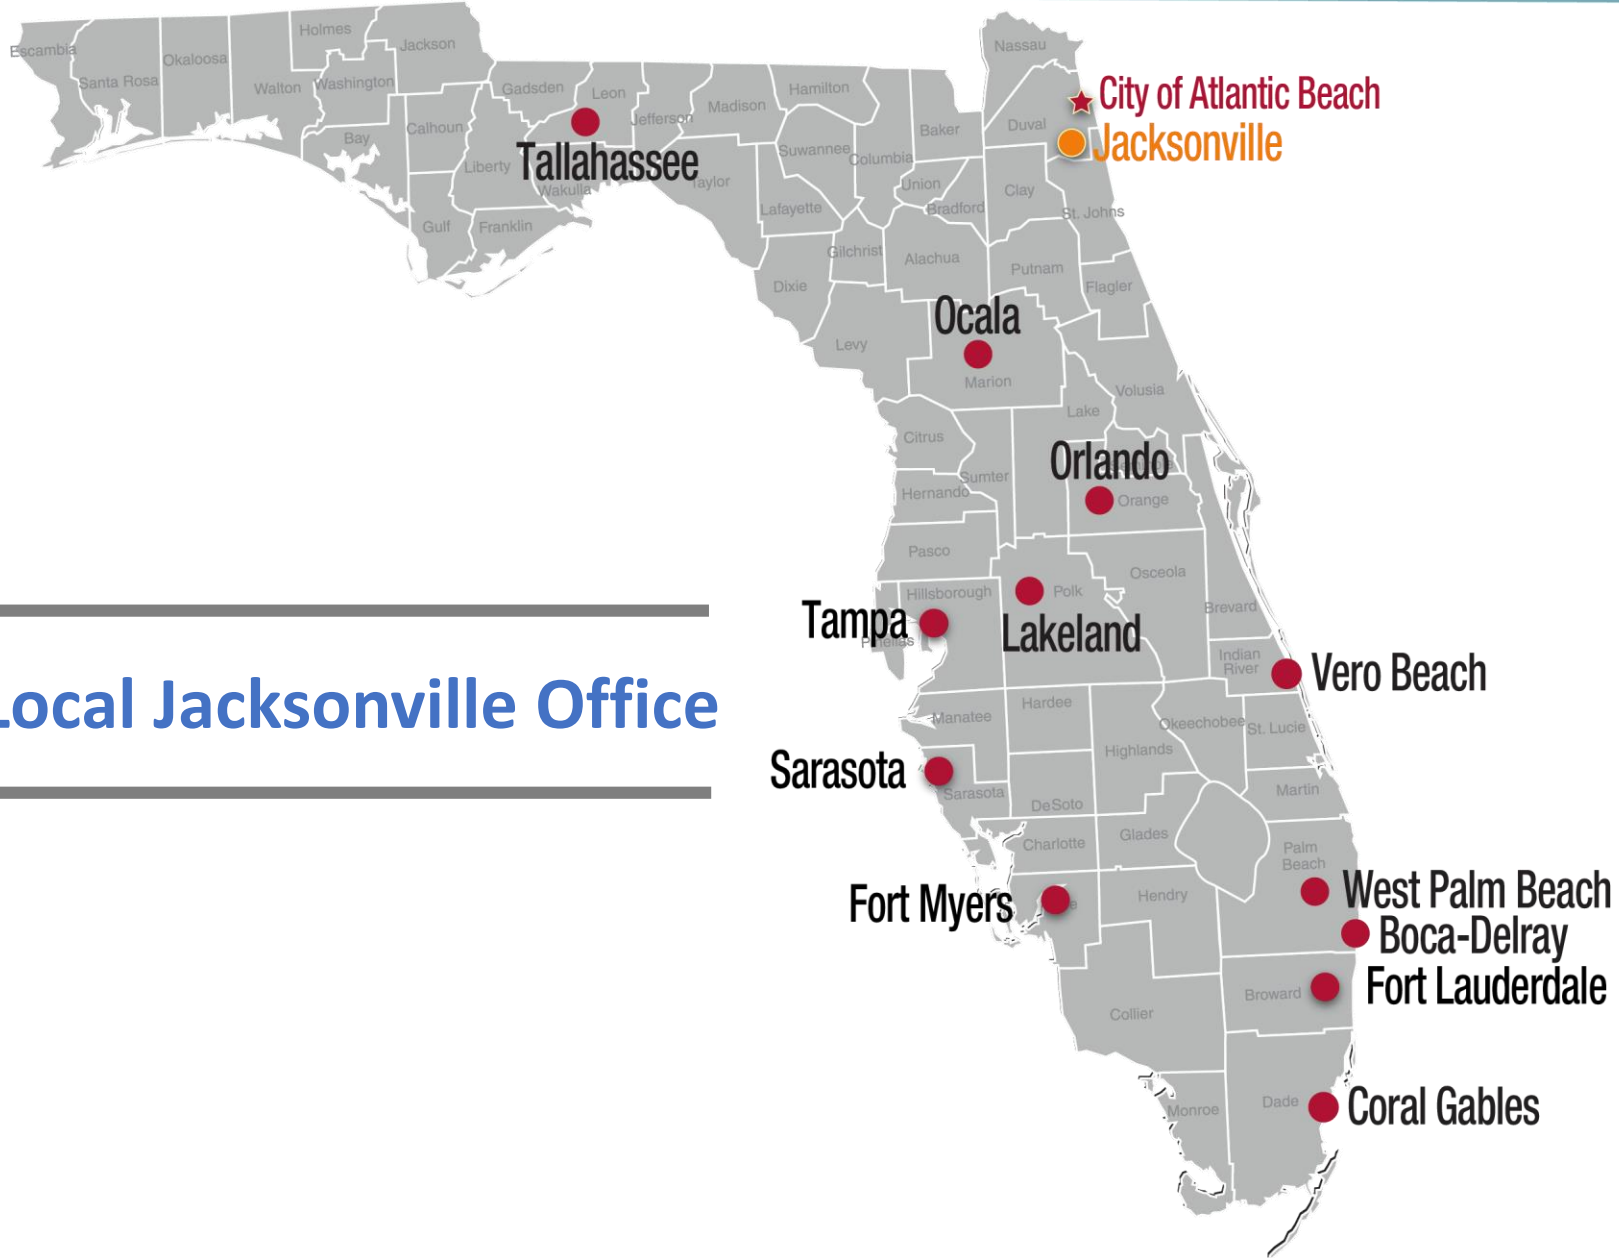 Escambia
Santa Rosa
Okaloosa
Walton
Holmes
Washington
Jackson
Bay
Calhoun
Gulf
Liberty
Franklin
Gadsden
Leon
Wakulla
Jefferson
Madison
Taylor
Hamilton
Suwannee
Lafayette
Columbia
Baker
Union
Bradford
Nassau
Duval
Clay
St. Johns
City of Atlantic Beach
Jacksonville
Tallahassee
Dixie
Gilchrist
Alachua
Putnam
Flagler
Levy
Ocala
Marion
Volusia
Lake
Citrus
Sumter
Hernando
Orlando
Orange
Pasco
Osceola
Hillsborough
Polk
Brevard
Tampa
Pinellas
Lakeland
Indian
River
Vero Beach
Local Jacksonville Office
Manatee
Hardee
Highlands
Okeechobee
St. Lucie
Sarasota
Sarasota
DeSoto
Martin
Charlotte
Glades
Palm
Beach
Fort Myers
Hendry
West Palm Beach
Boca-Delray
Broward
Fort Lauderdale
Collier
Monroe
Dade
Coral Gables